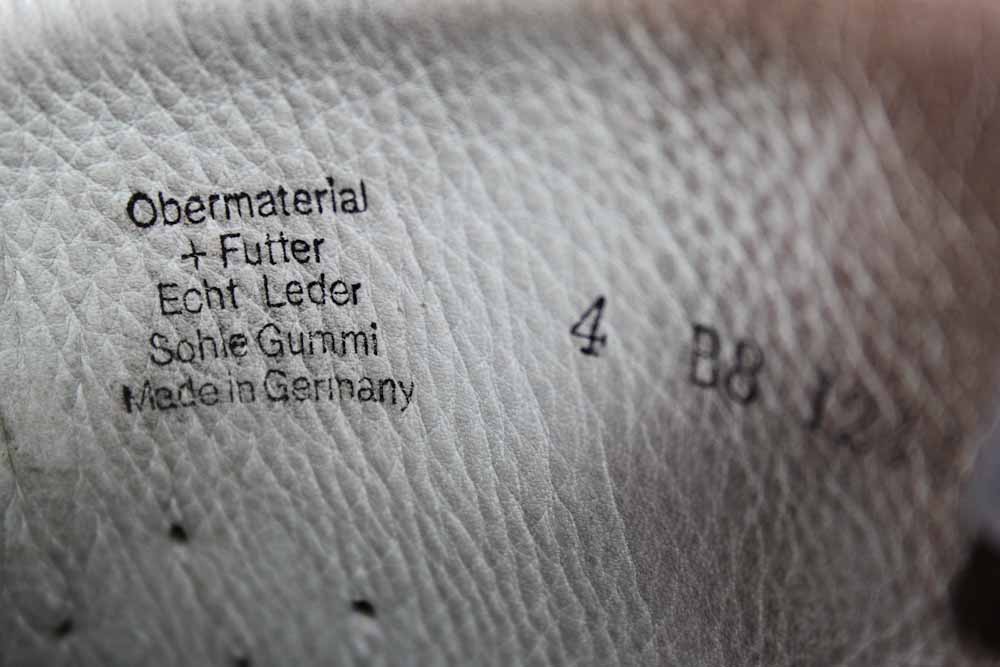 Obermaterial
+ Futter
Echt Leder
Sohle Gummi
Made in Germany
4 B8